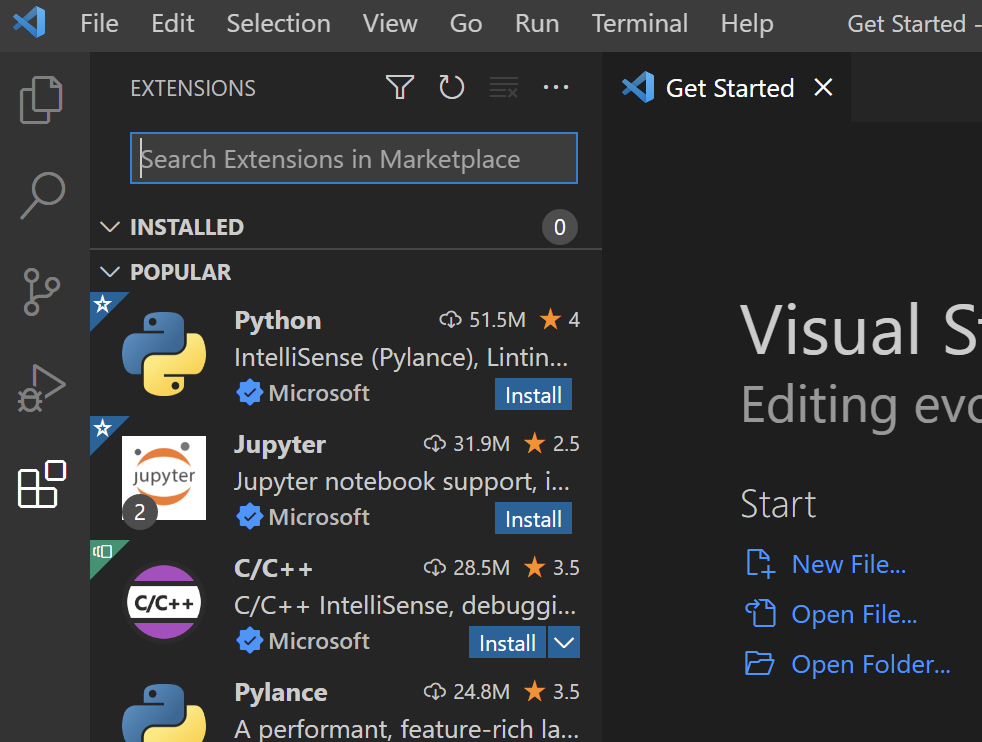 File Edit Selection View Go Run Terminal Help Get Started -
EXTENSIONS
Get Started
Search Extensions in Marketplace
INSTALLED 0
POPULAR
Python 51.5M 4
IntelliSense (Pylance), Lintin...
Microsoft Install
Jupyter 31.9M 2.5
jupyter
Jupyter notebook support, i...
2
Microsoft Install
C/C++ 28.5M 3.5
C/C++
C/C++ IntelliSense, debuggi...
Microsoft Install
Pylance 24.8M 3.5
A performant, feature-rich la...
Visual St
Editing evo
Start
New File...
Open File...
Open Folder...